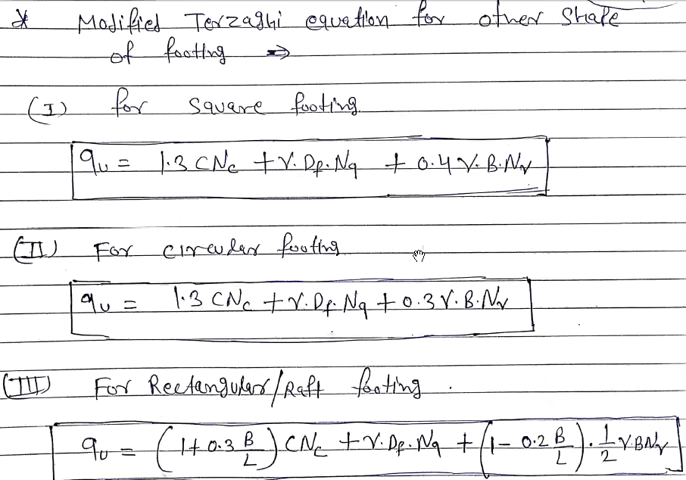 * Modified Terzaghi equation for other shape
of footing ⇒
(I) for square footing
qu = 1.3 CNc + γ.Df.Nq + 0.4 γ.B.Nγ
(II) For circular footing
qu = 1.3 CNc + γ.Df.Nq + 0.3 γ.B.Nγ
(III) For Rectangular/Raft footing.
qu = (1+0.3 B/L) CNc + γ.Df.Nq + (1 - 0.2 B/L).1/2 γBNγ